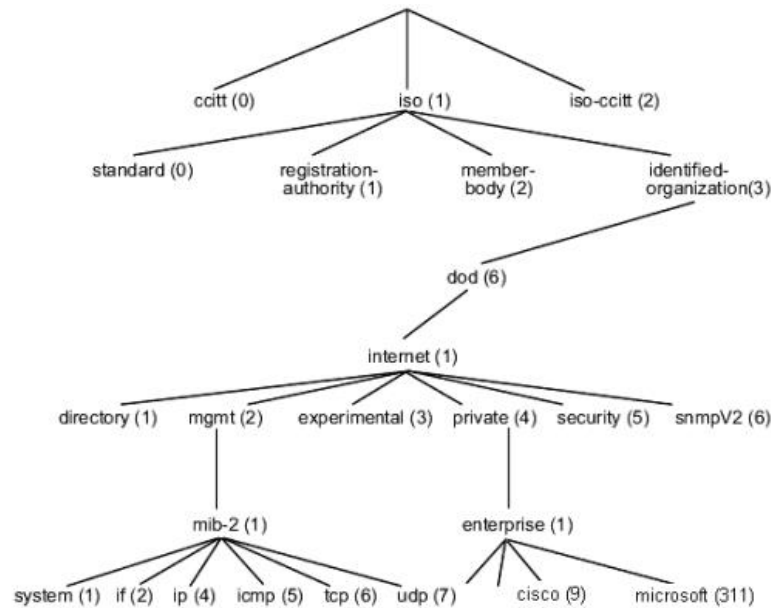 ccitt (0) iso (1) iso-ccitt (2)
standard (0) registration- member- identified-
authority (1) body (2) organization(3)
dod (6)
internet (1)
directory (1) mgmt (2) experimental (3) private (4) security (5) snmpV2 (6)
mib-2 (1) enterprise (1)
system (1) if (2) ip (4) icmp (5) tcp (6) udp (7) cisco (9) microsoft (311)